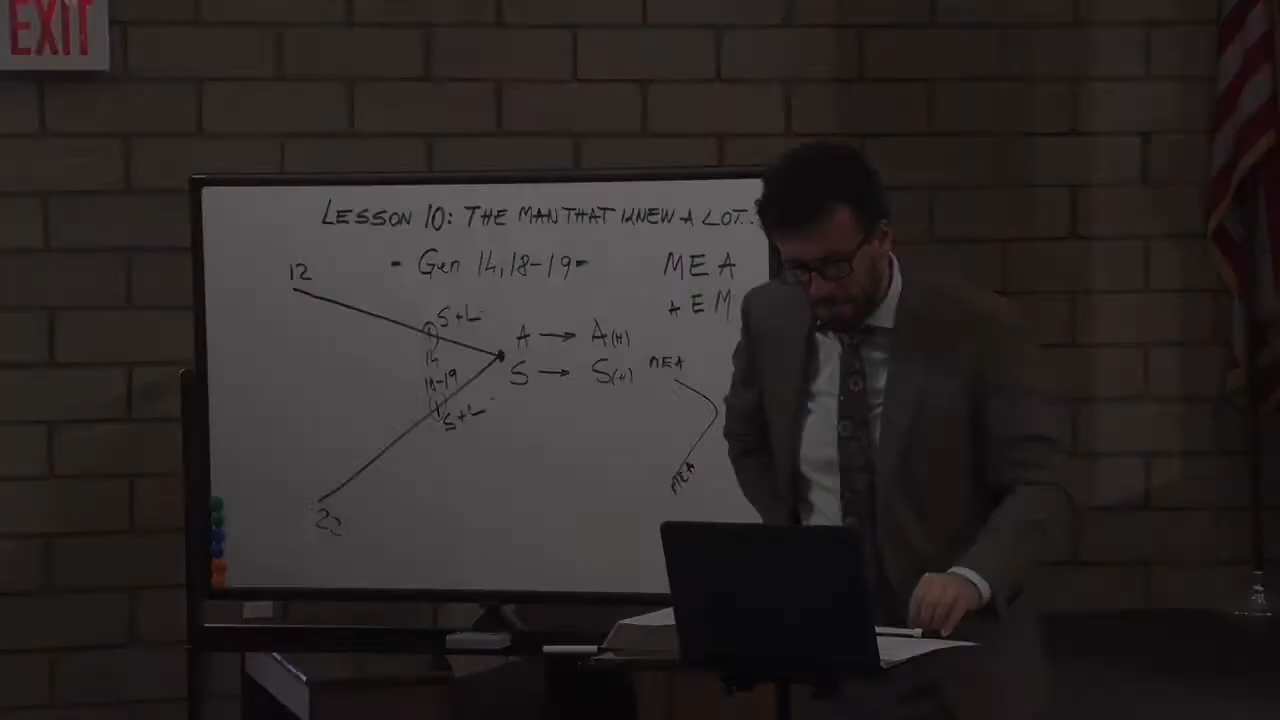 EXIT
LESSON 10: THE MAN THAT KNEW A LOT..
- Gen 14, 18-19 -
MEA
AEM
12
S+L
14
A → A(H)
18-19
S → S(H)
MEA
S+L
MEA
22